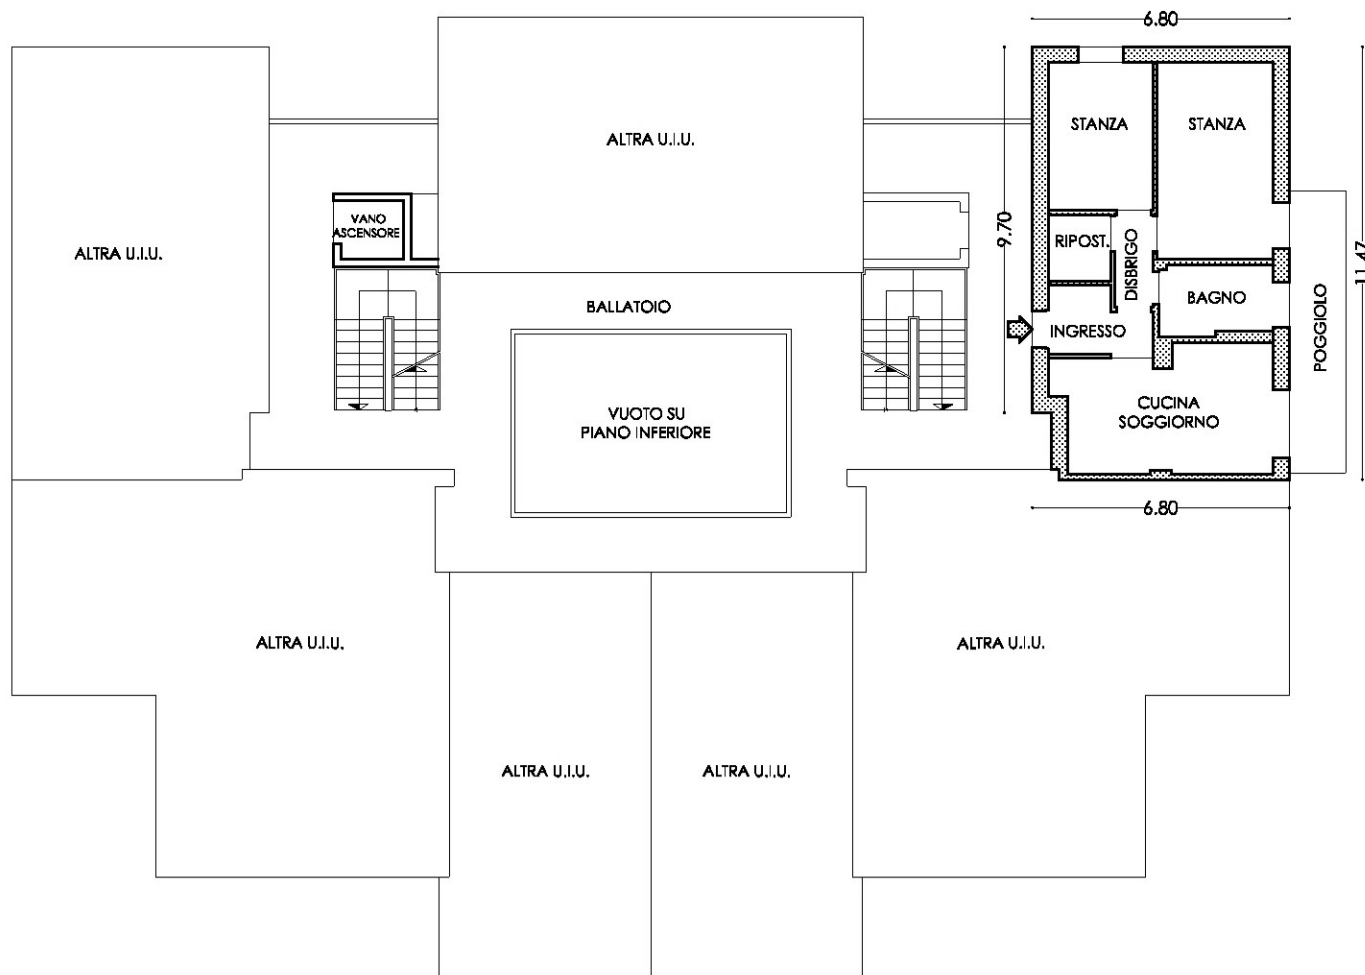 6.80
ALTRA U.I.U.
STANZA
STANZA
VANO
ASCENSORE
9.70
ALTRA U.I.U.
RIPOST.
DISBRIGO
11.47
BALLATOIO
BAGNO
INGRESSO
POGGIOLO
VUOTO SU
PIANO INFERIORE
CUCINA
SOGGIORNO
6.80
ALTRA U.I.U.
ALTRA U.I.U.
ALTRA U.I.U.
ALTRA U.I.U.